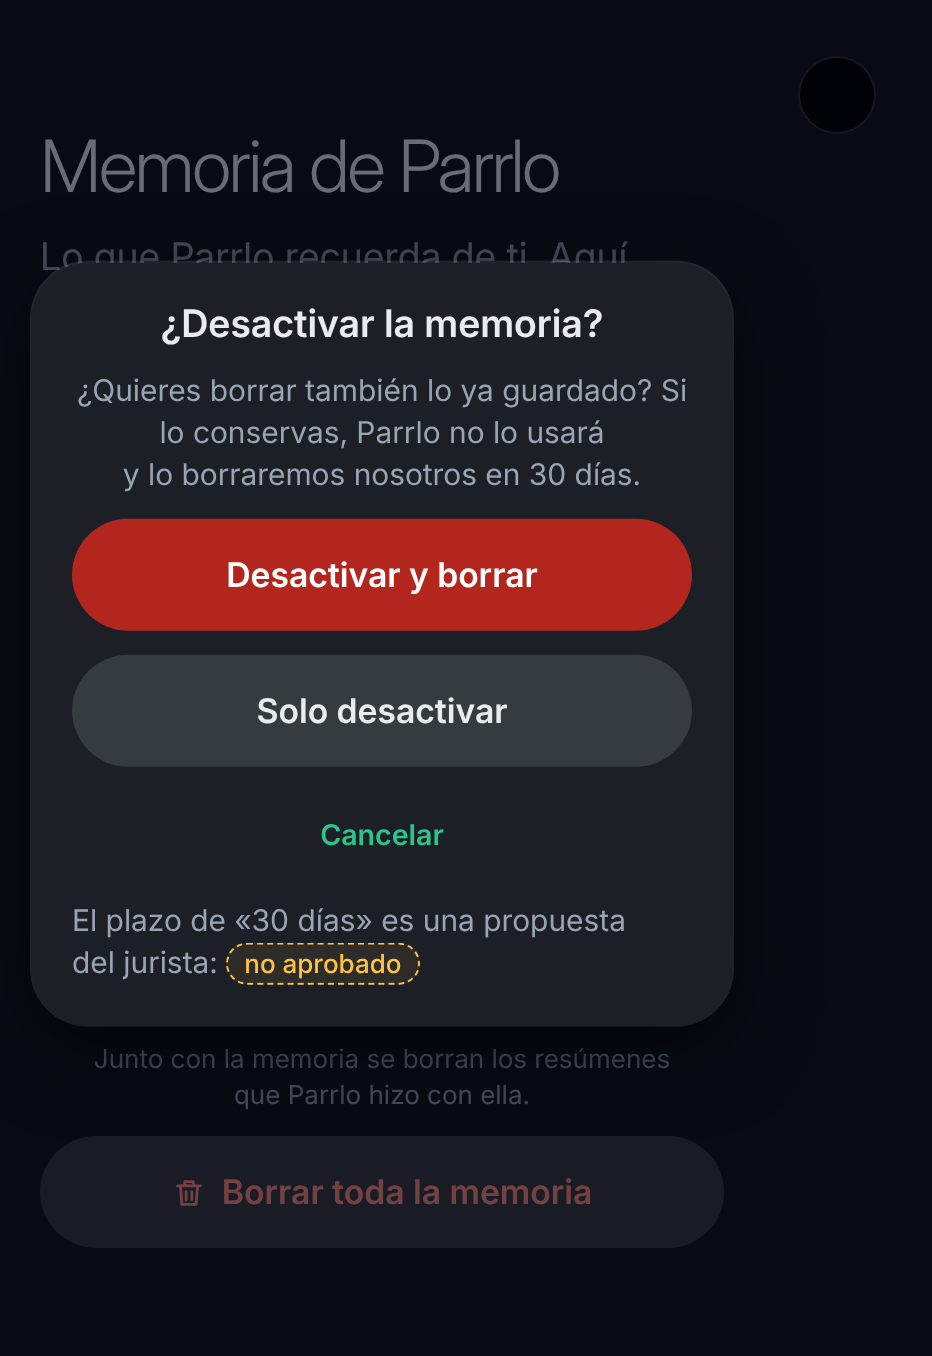 Memoria de Parrlo
Lo que Parrlo recuerda de ti. Aquí
¿Desactivar la memoria?
¿Quieres borrar también lo ya guardado? Si
lo conservas, Parrlo no lo usará
y lo borraremos nosotros en 30 días.
Desactivar y borrar
Solo desactivar
Cancelar
El plazo de «30 días» es una propuesta
del jurista: no aprobado
Junto con la memoria se borran los resúmenes
que Parrlo hizo con ella.
Borrar toda la memoria